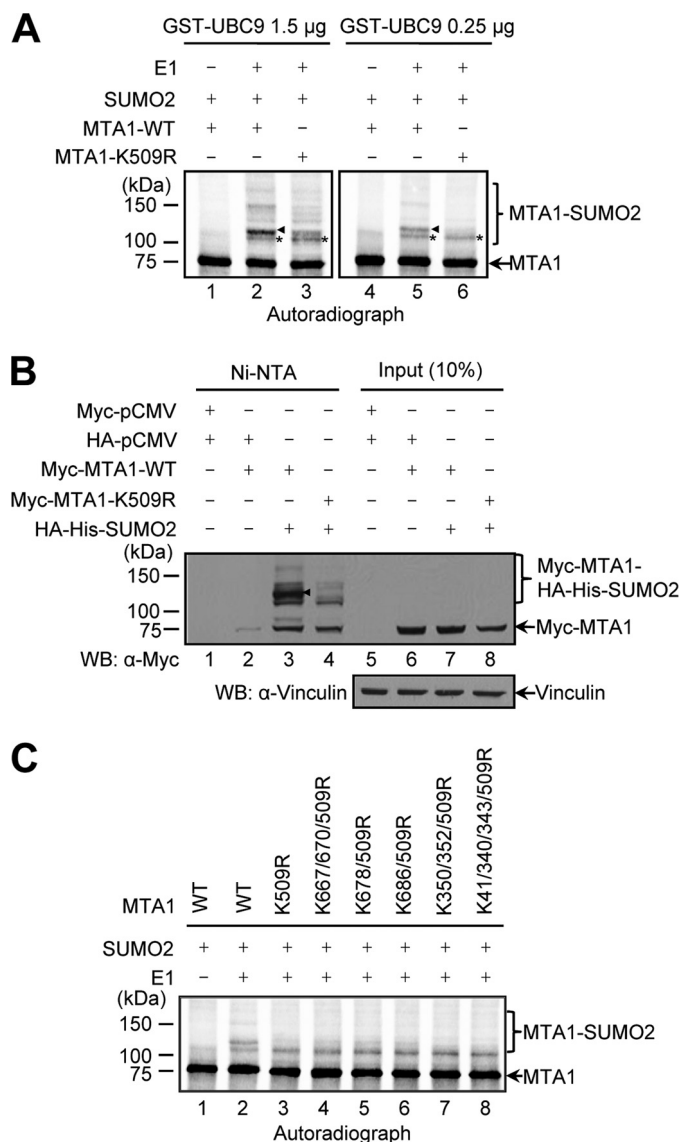 A
GST-UBC9 1.5 µg GST-UBC9 0.25 µg
E1 – + + – + +
SUMO2 + + + + + +
MTA1-WT + + – + + –
MTA1-K509R – – + – – +
(kDa)
150
100
75
* * * *
MTA1-SUMO2
MTA1
1 2 3 4 5 6
Autoradiograph
B
Ni-NTA Input (10%)
Myc-pCMV + – – – + – – –
HA-pCMV + + – – + + – –
Myc-MTA1-WT – + + – – + + –
Myc-MTA1-K509R – – – + – – – +
HA-His-SUMO2 – – + + – – + +
(kDa)
150
100
75
Myc-MTA1-
HA-His-SUMO2
Myc-MTA1
WB: α-Myc 1 2 3 4 5 6 7 8
WB: α-Vinculin Vinculin
C
MTA1 WT WT K509R K667/670/509R K678/509R K686/509R K350/352/509R K41/340/343/509R
SUMO2 + + + + + + + +
E1 – + + + + + + +
(kDa)
150
100
75
MTA1-SUMO2
MTA1
1 2 3 4 5 6 7 8
Autoradiograph